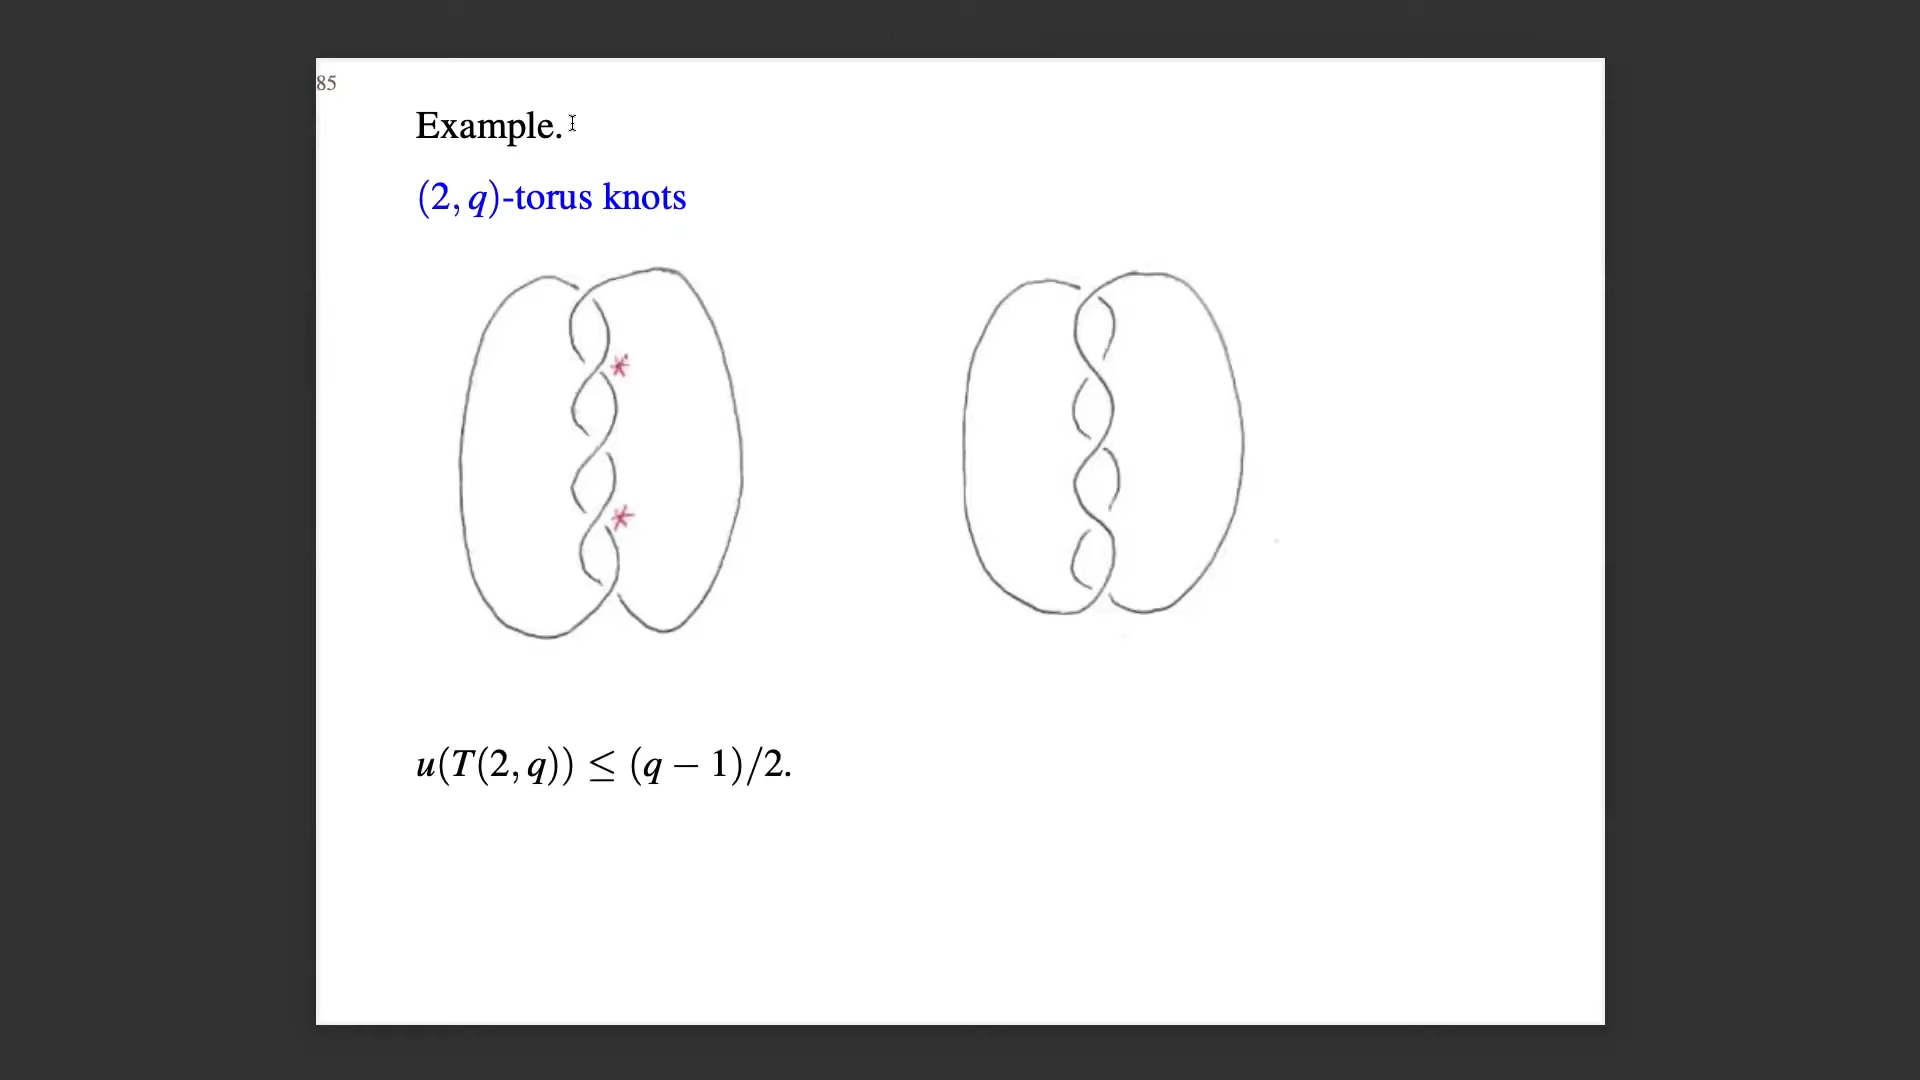 85
Example.
(2, q)-torus knots
*
*
u(T(2, q)) ≤ (q − 1)/2.